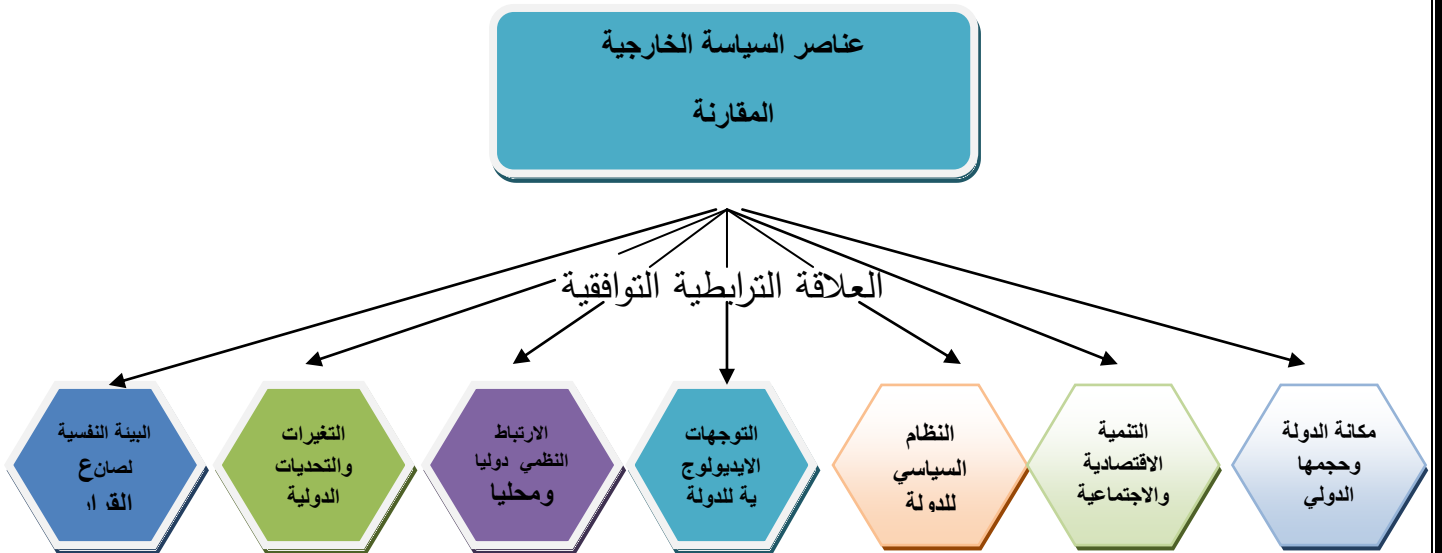 عناصر السياسة الخارجية
المقارنة
العلاقة الترابطية التوافقية
مكانة الدولة
وحجمها
الدولي
التنمية
الاقتصادية
والاجتماعية
النظام
السياسي
للدولة
التوجهات
الايديولوج
ية للدولة
الارتباط
النظمي دوليا
ومحليا
التغيرات
والتحديات
الدولية
البيئة النفسية
لصانع
القرار